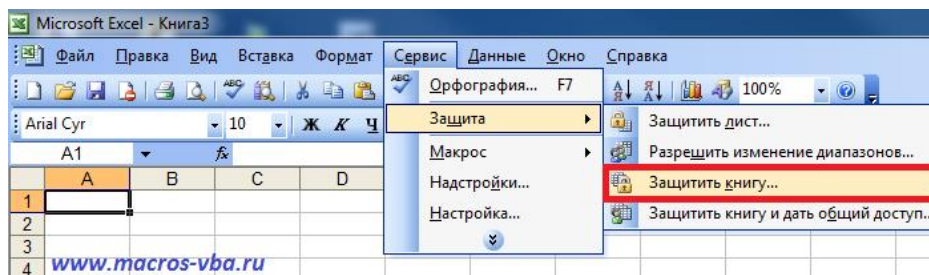 Microsoft Excel - Книга3
Файл Правка Вид Вставка Формат Сервис Данные Окно Справка
ABC Орфография... F7
100%
Arial Cyr 10 Ж К Ч
Защита
Защитить лист...
A1 fx
Макрос
Разрешить изменение диапазонов...
A B C D
Надстройки...
Защитить книгу...
1
Настройка...
Защитить книгу и дать общий доступ..
2
3
4 www.macros-vba.ru